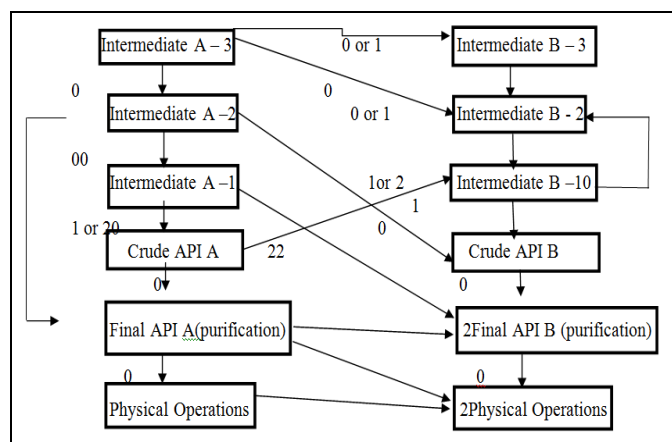 Intermediate A – 3
0 or 1
Intermediate B – 3
0
0
Intermediate A –2
0 or 1
Intermediate B - 2
00
Intermediate A –1
1or 2
Intermediate B –10
1
1 or 20
0
Crude API A
22
Crude API B
0
0
Final API A(purification)
2Final API B (purification)
0
0
Physical Operations
2Physical Operations